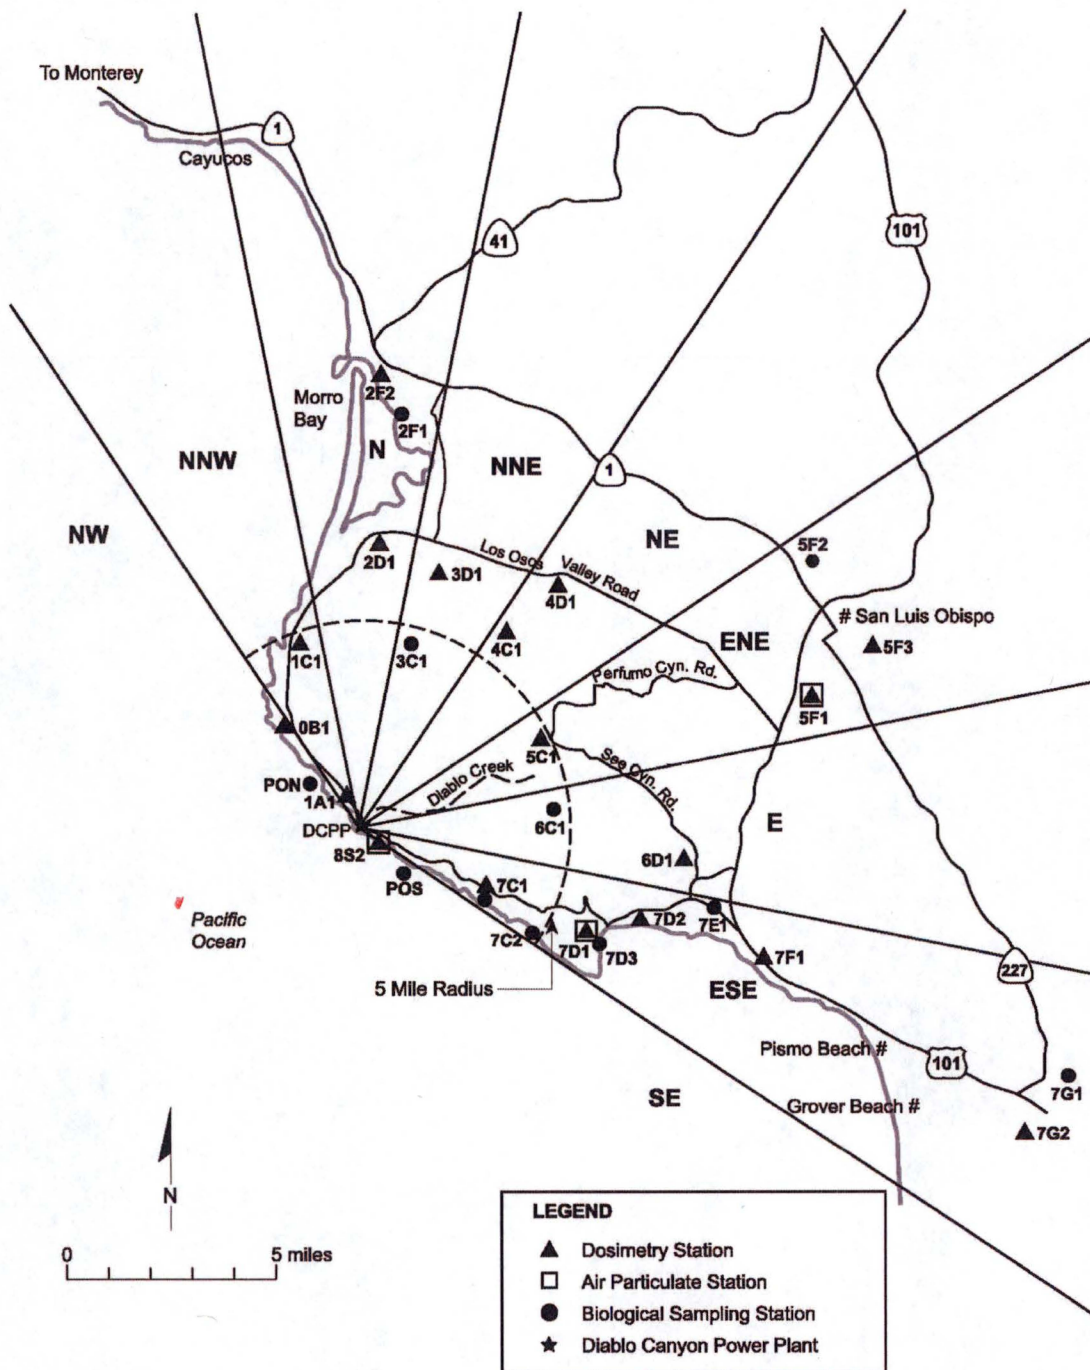 To Monterey
1
Cayucos
41
101
Morro
Bay
2F2
2F1
N
NNW
NNE
1
NW
NE
5F2
2D1
3D1
Los Osos
Valley Road
4D1
# San Luis Obispo
5F3
1C1
3C1
4C1
ENE
Perfumo Cyn. Rd.
5F1
0B1
5C1
See Cyn. Rd.
PON
1A1
Diablo Creek
6C1
E
DCPP
8S2
6D1
POS
7C1
7C2
7D1
7D3
7D2
7E1
7F1
Pacific
Ocean
227
5 Mile Radius
ESE
Pismo Beach #
101
7G1
SE
Grover Beach #
7G2
N
0
5 miles
LEGEND
Dosimetry Station
Air Particulate Station
Biological Sampling Station
Diablo Canyon Power Plant